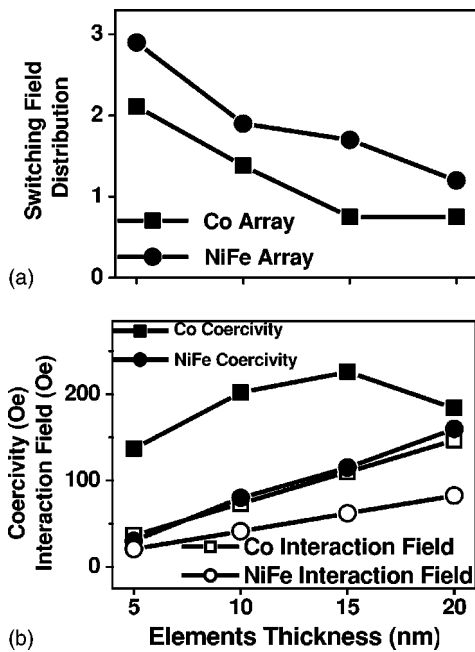 (a)
3
2
1
0
Switching Field
Distribution
Co Array
NiFe Array
(b)
200
100
0
Coercivity (Oe)
Interaction Field (Oe)
Co Coercivity
NiFe Coercivity
Co Interaction Field
NiFe Interaction Field
5 10 15 20
Elements Thickness (nm)